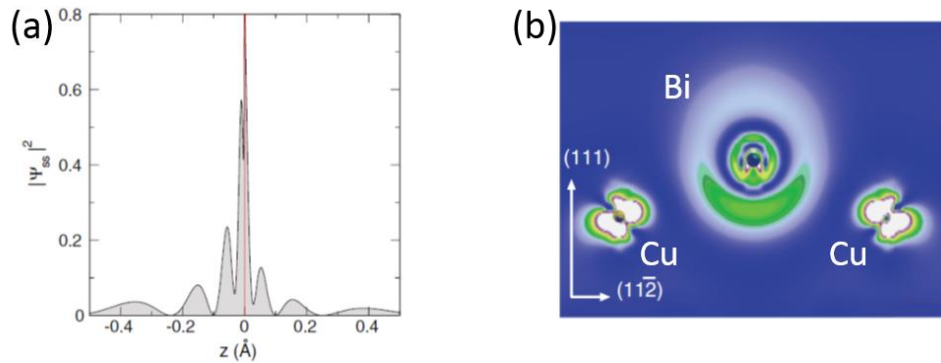 (a)
0.8
0.6
0.4
0.2
0
|Ψss|²
-0.4 -0.2 0 0.2 0.4
z (Å)
(b)
Bi
(111)
Cu Cu
(112̅)